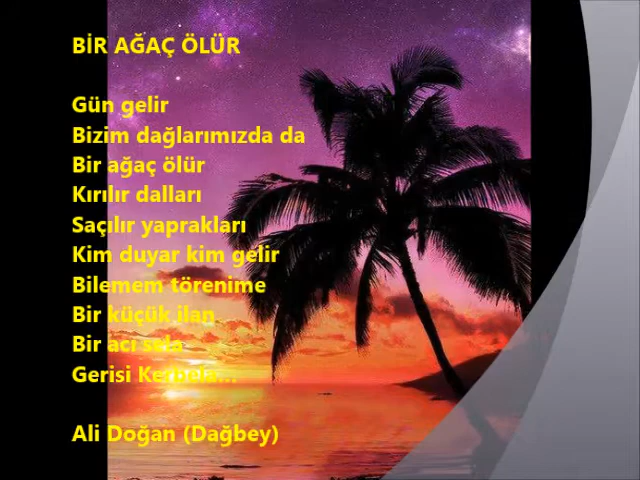 BİR AĞAÇ ÖLÜR
Gün gelir
Bizim dağlarımızda da
Bir ağaç ölür
Kırılır dalları
Saçılır yaprakları
Kim duyar kim gelir
Bilemem törenime
Bir küçük ilan
Bir acı sela
Gerisi Kerbela...
Ali Doğan (Dağbey)